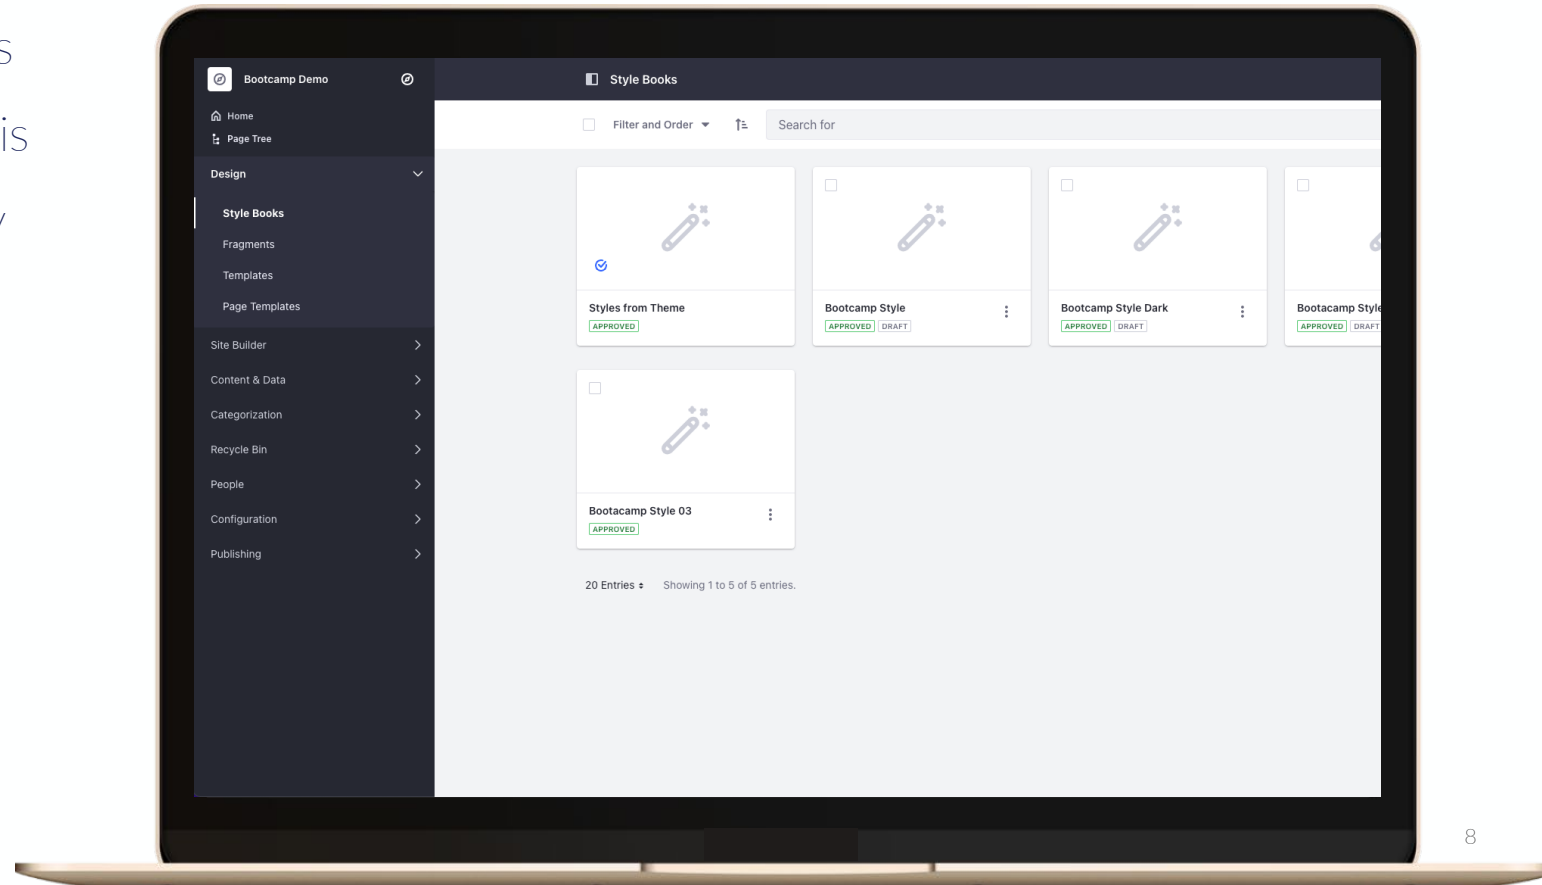 s
is
y
Bootcamp Demo
Home
Page Tree
Design
Style Books
Fragments
Templates
Page Templates
Site Builder
Content & Data
Categorization
Recycle Bin
People
Configuration
Publishing
Style Books
Filter and Order
Search for
Styles from Theme
APPROVED
Bootcamp Style
APPROVED DRAFT
Bootcamp Style Dark
APPROVED DRAFT
Bootacamp Style
APPROVED DRAFT
Bootacamp Style 03
APPROVED
20 Entries
Showing 1 to 5 of 5 entries.
8